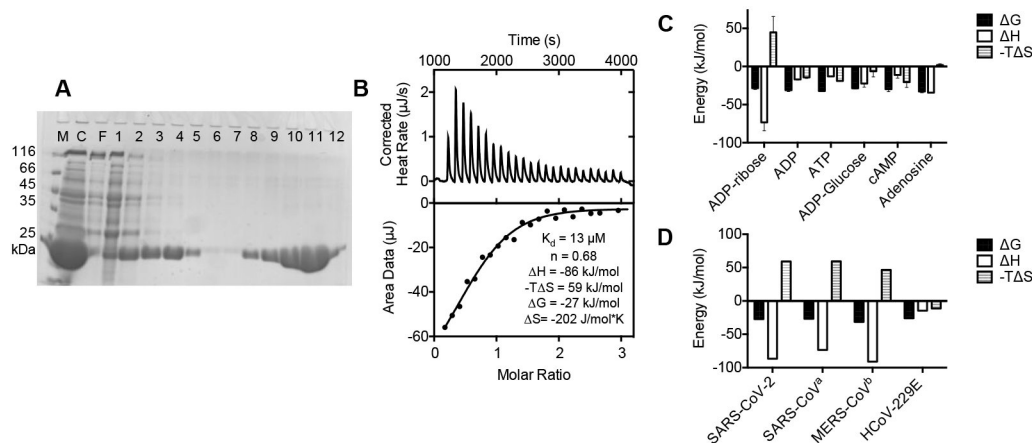 A
M C F 1 2 3 4 5 6 7 8 9 10 11 12
116
66
45
35
25
kDa
B
Time (s)
1000 2000 3000 4000
Corrected
Heat Rate (µJ/s)
2
1
0
Area Data (µJ)
0
-20
-40
-60
K_d = 13 µM
n = 0.68
ΔH = -86 kJ/mol
-TΔS = 59 kJ/mol
ΔG = -27 kJ/mol
ΔS= -202 J/mol*K
0 1 2 3
Molar Ratio
C
Energy (kJ/mol)
50
0
-50
-100
ΔG
ΔH
-TΔS
ADP-ribose
ADP
ATP
ADP-Glucose
cAMP
Adenosine
D
Energy (kJ/mol)
100
50
0
-50
-100
ΔG
ΔH
-TΔS
SARS-CoV-2
SARS-CoVᵃ
MERS-CoVᵇ
HCoV-229E